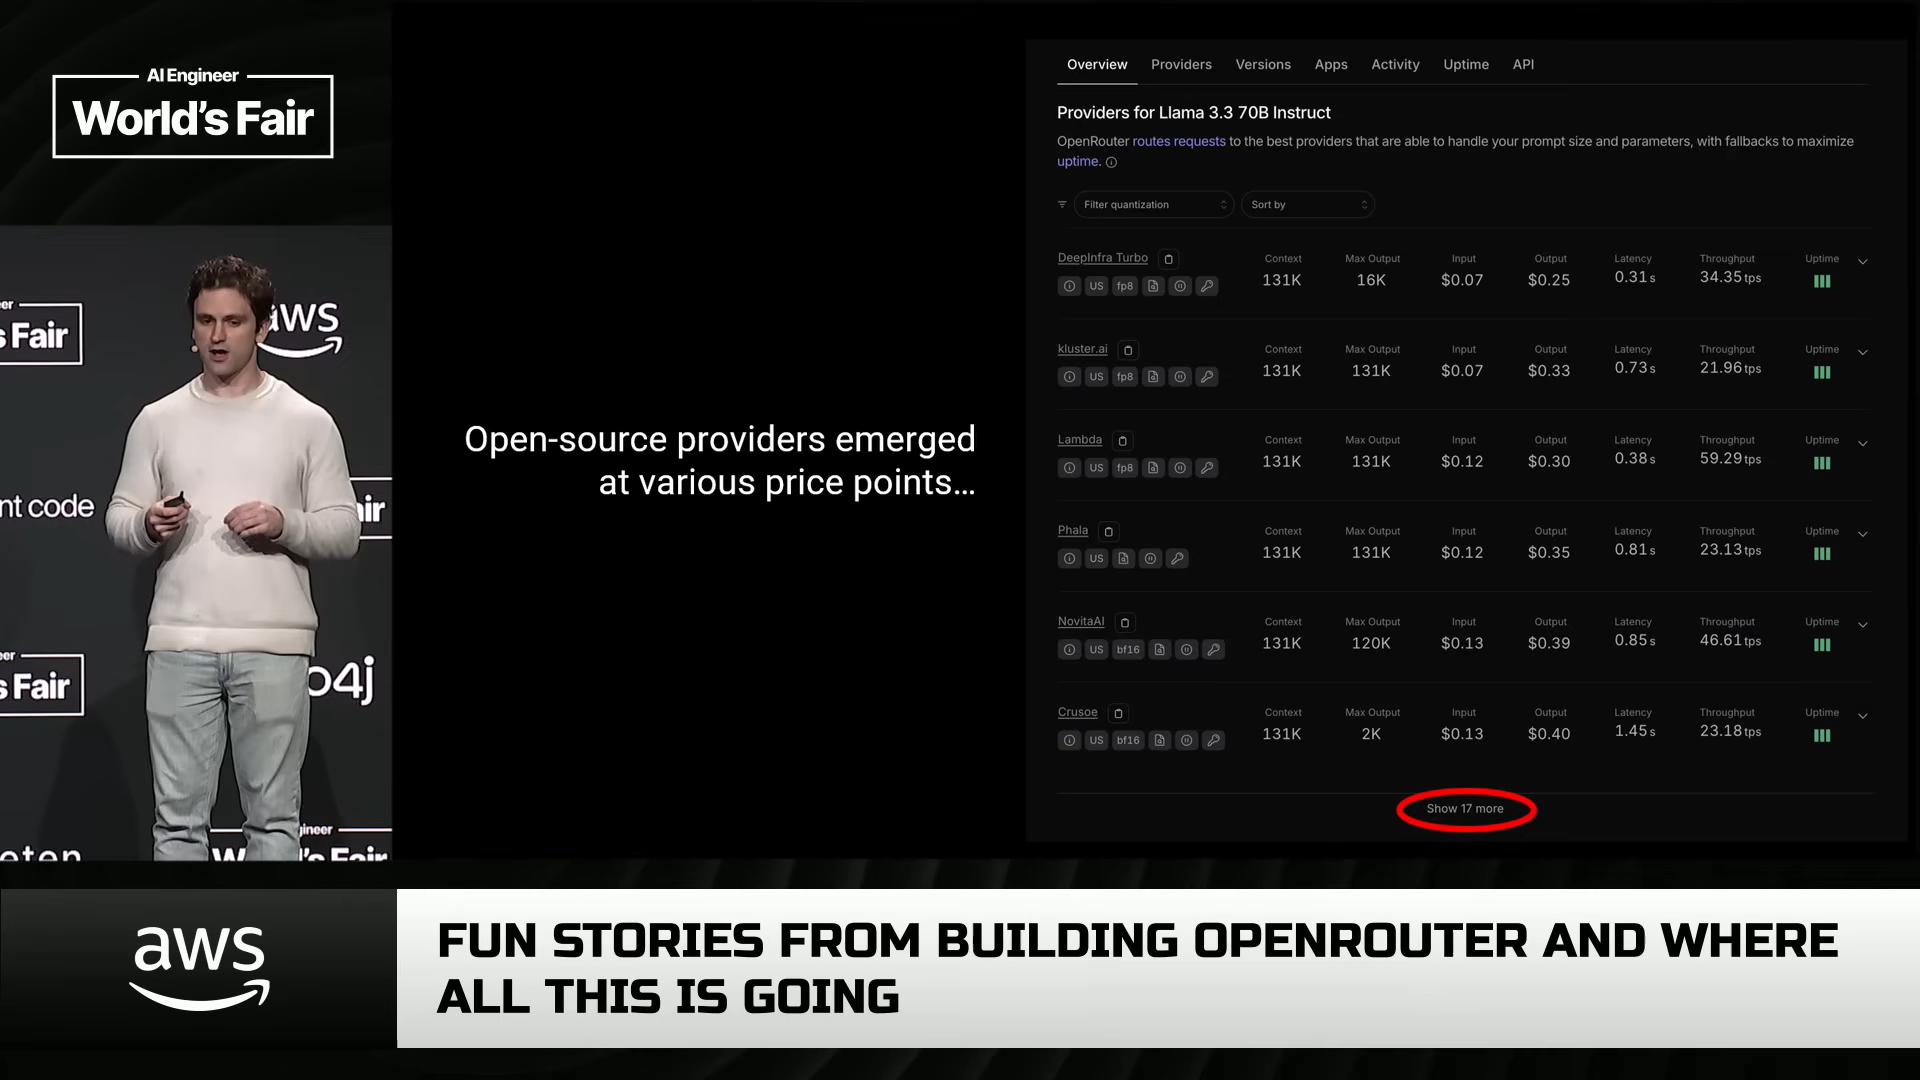 AI Engineer
World's Fair
aws
s Fair
nt code
air
s Fair
o4j
Open-source providers emerged
at various price points...
Overview Providers Versions Apps Activity Uptime API
Providers for Llama 3.3 70B Instruct
OpenRouter routes requests to the best providers that are able to handle your prompt size and parameters, with fallbacks to maximize
uptime.
Filter quantization Sort by
DeepInfra Turbo Context Max Output Input Output Latency Throughput Uptime
US fp8 131K 16K $0.07 $0.25 0.31s 34.35tps
kluster.ai Context Max Output Input Output Latency Throughput Uptime
US fp8 131K 131K $0.07 $0.33 0.73s 21.96tps
Lambda Context Max Output Input Output Latency Throughput Uptime
US fp8 131K 131K $0.12 $0.30 0.38s 59.29tps
Phala Context Max Output Input Output Latency Throughput Uptime
US 131K 131K $0.12 $0.35 0.81s 23.13tps
NovitaAI Context Max Output Input Output Latency Throughput Uptime
US bf16 131K 120K $0.13 $0.39 0.85s 46.61tps
Crusoe Context Max Output Input Output Latency Throughput Uptime
US bf16 131K 2K $0.13 $0.40 1.45s 23.18tps
Show 17 more
aws
FUN STORIES FROM BUILDING OPENROUTER AND WHERE
ALL THIS IS GOING